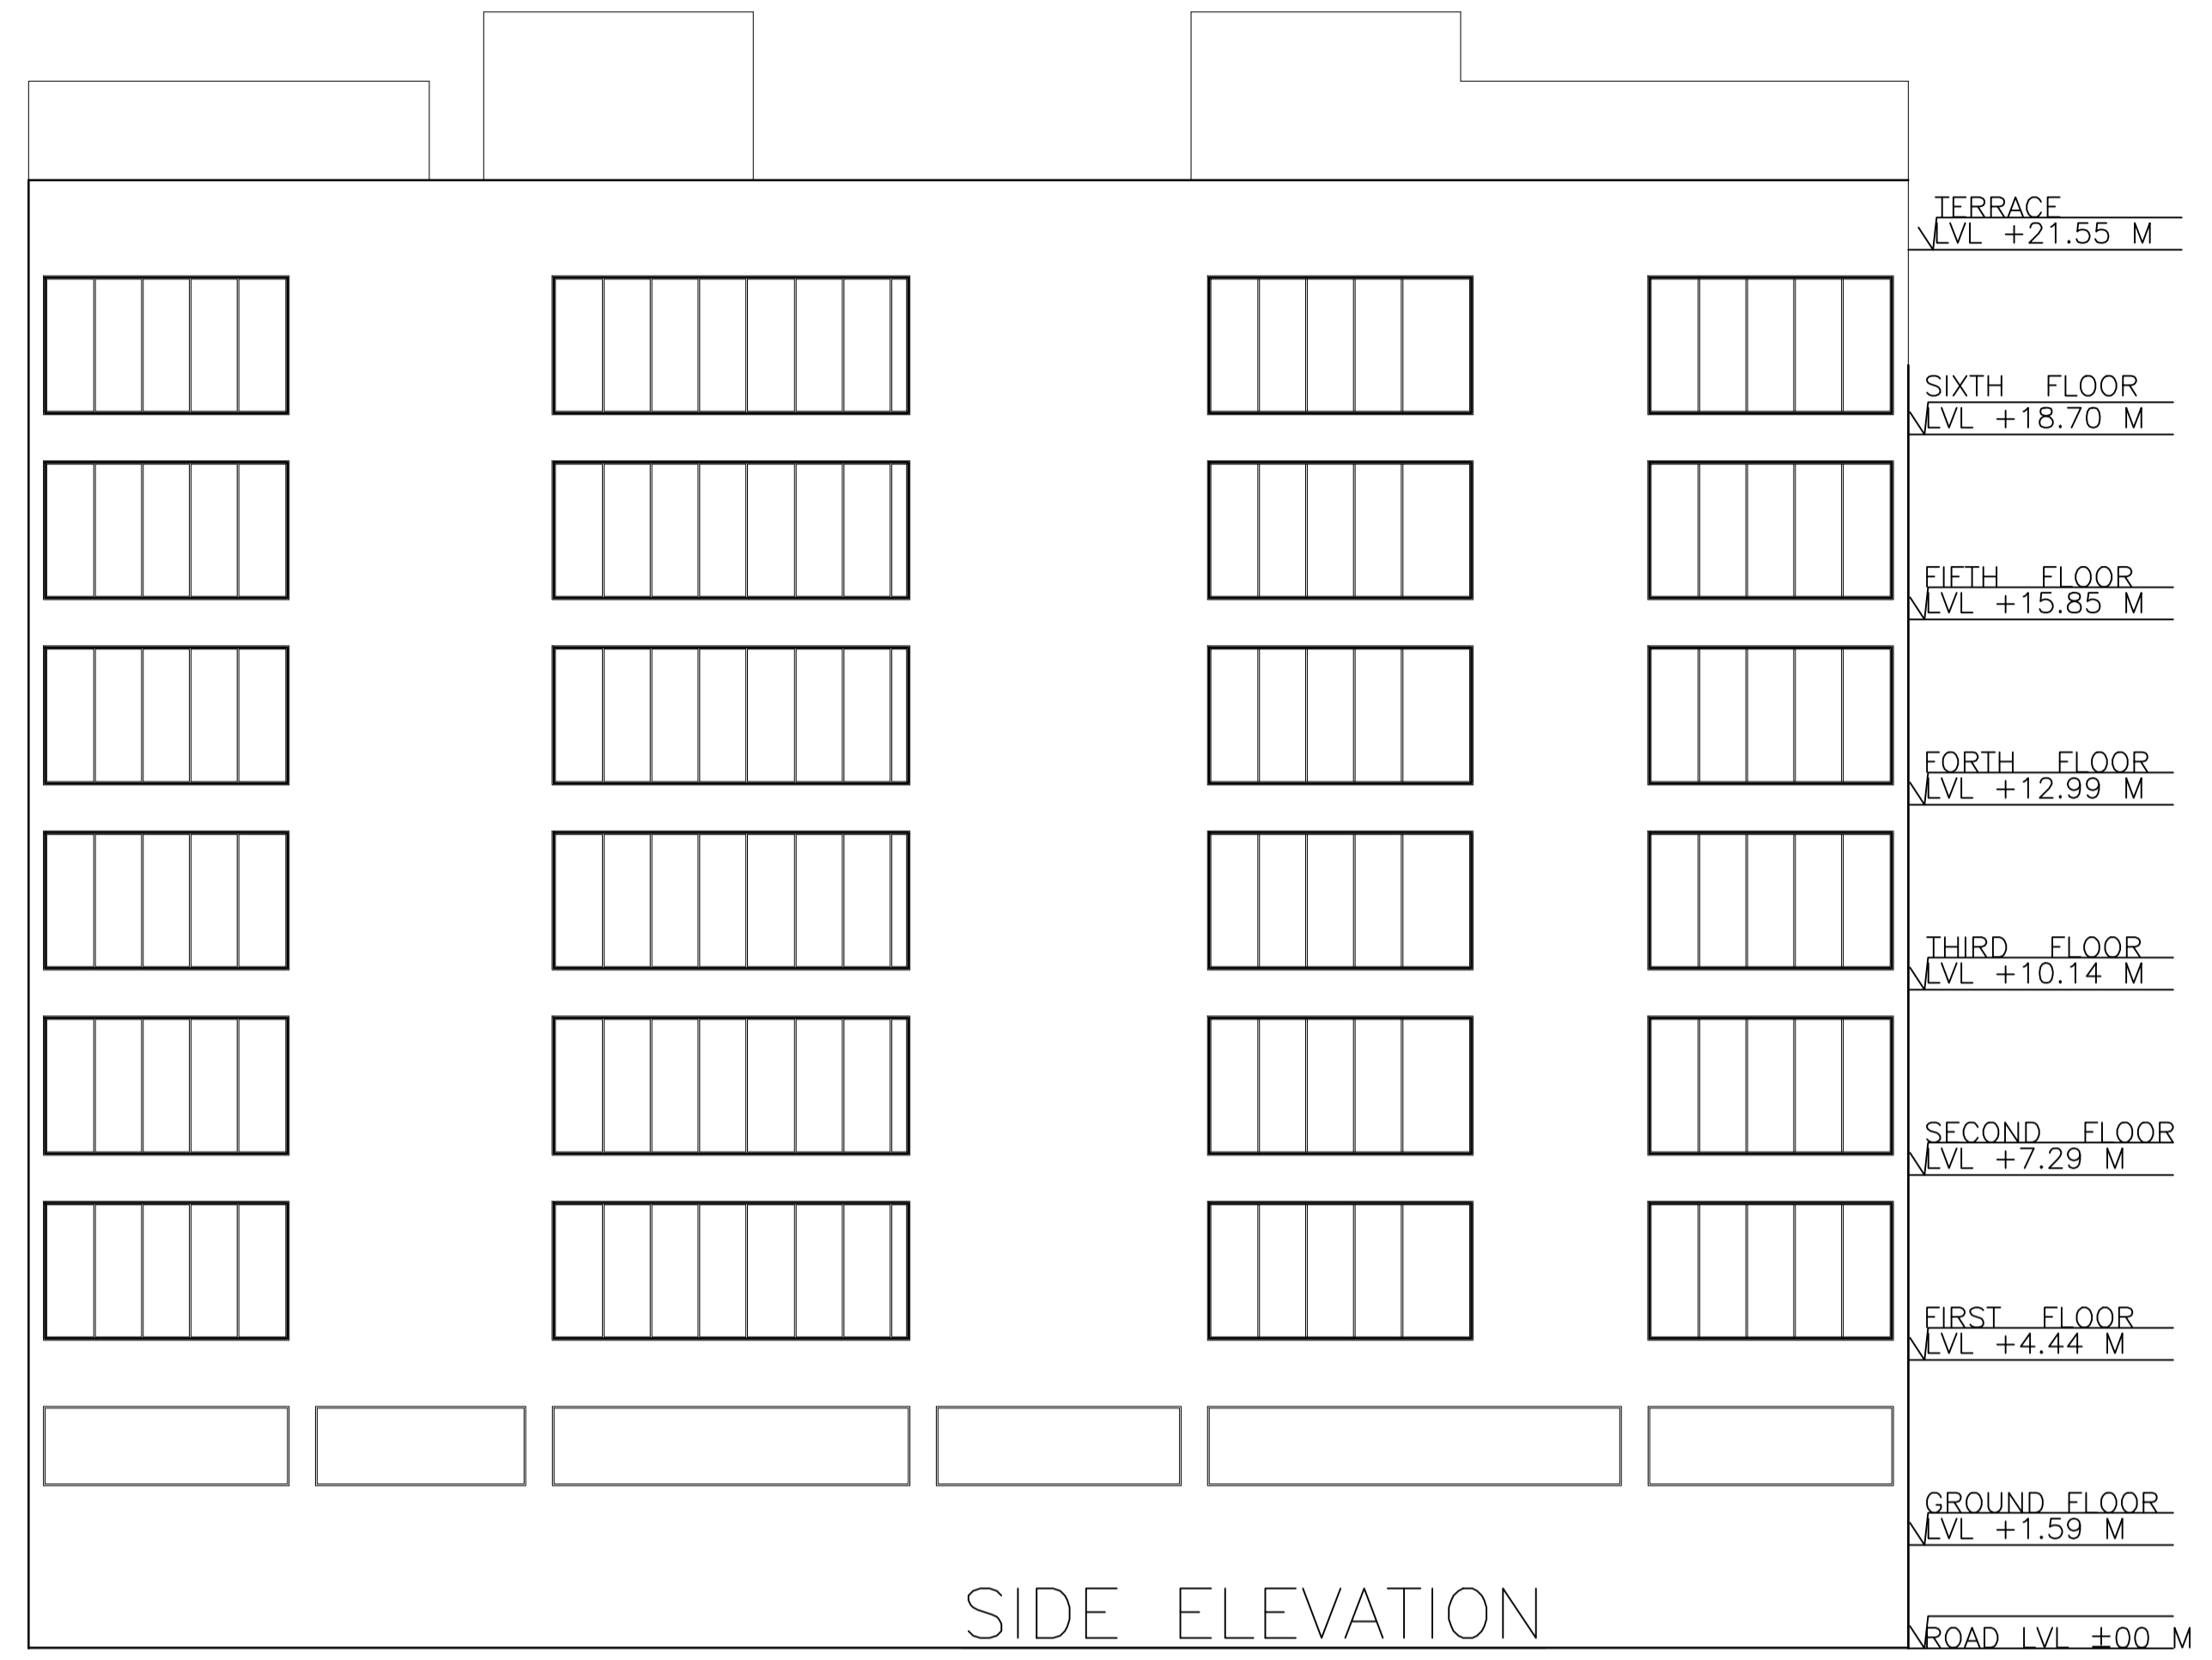 TERRACE
LVL +21.55 M
SIXTH FLOOR
LVL +18.70 M
FIFTH FLOOR
LVL +15.85 M
FORTH FLOOR
LVL +12.99 M
THIRD FLOOR
LVL +10.14 M
SECOND FLOOR
LVL +7.29 M
FIRST FLOOR
LVL +4.44 M
GROUND FLOOR
LVL +1.59 M
SIDE ELEVATION
ROAD LVL ±00 M